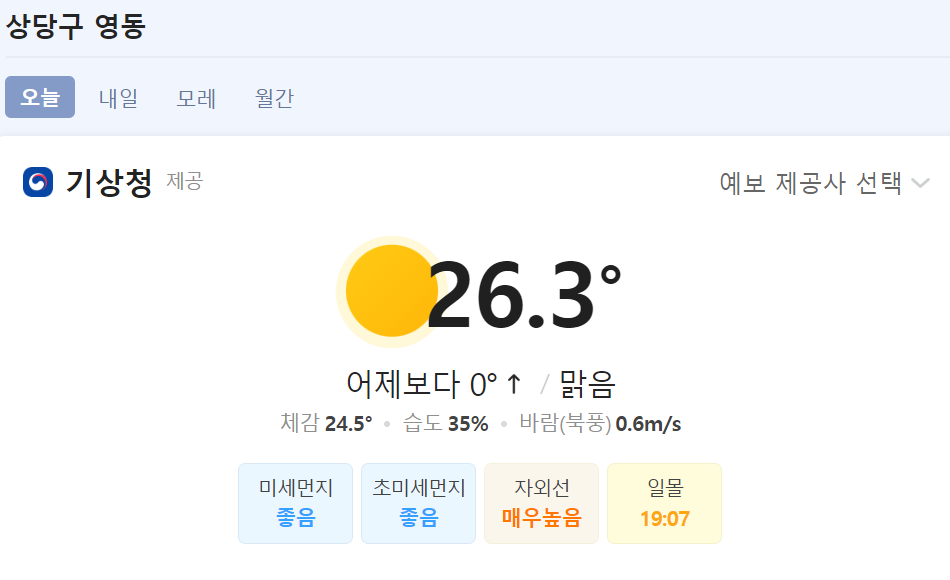 상당구 영동
오늘 내일 모레 월간
기상청 제공 예보 제공사 선택
26.3°
어제보다 0°↑ / 맑음
체감 24.5° • 습도 35% • 바람(북풍) 0.6m/s
미세먼지 초미세먼지 자외선 일몰
좋음 좋음 매우높음 19:07